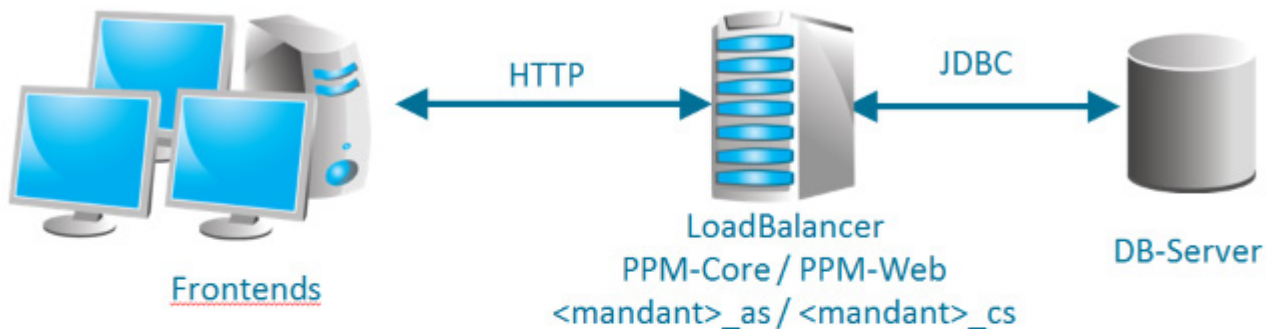 HTTP
JDBC
Frontends
LoadBalancer
PPM-Core / PPM-Web
<mandant>_as / <mandant>_cs
DB-Server